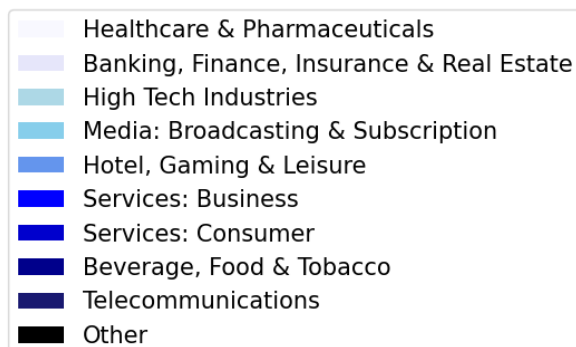 Healthcare & Pharmaceuticals
Banking, Finance, Insurance & Real Estate
High Tech Industries
Media: Broadcasting & Subscription
Hotel, Gaming & Leisure
Services: Business
Services: Consumer
Beverage, Food & Tobacco
Telecommunications
Other